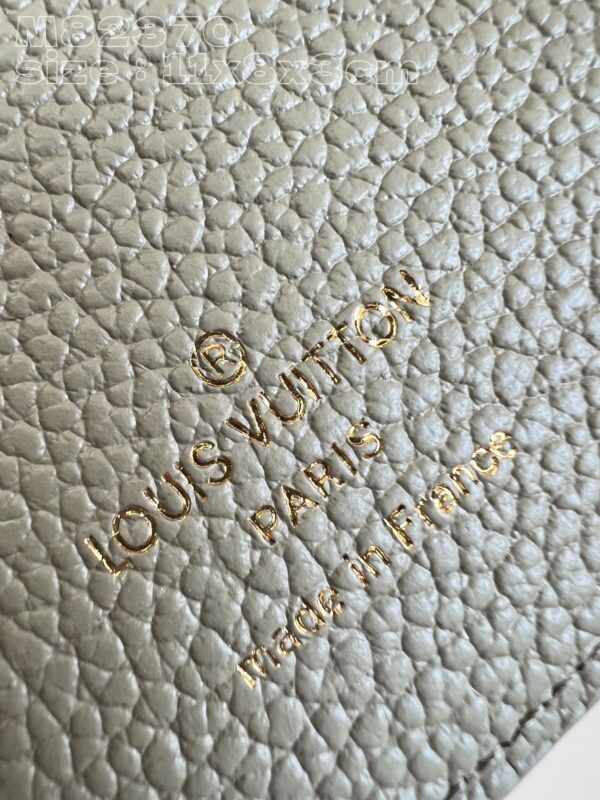 M82370
size : 11x8x3cm
®
LOUIS VUITTON
PARIS
made in France